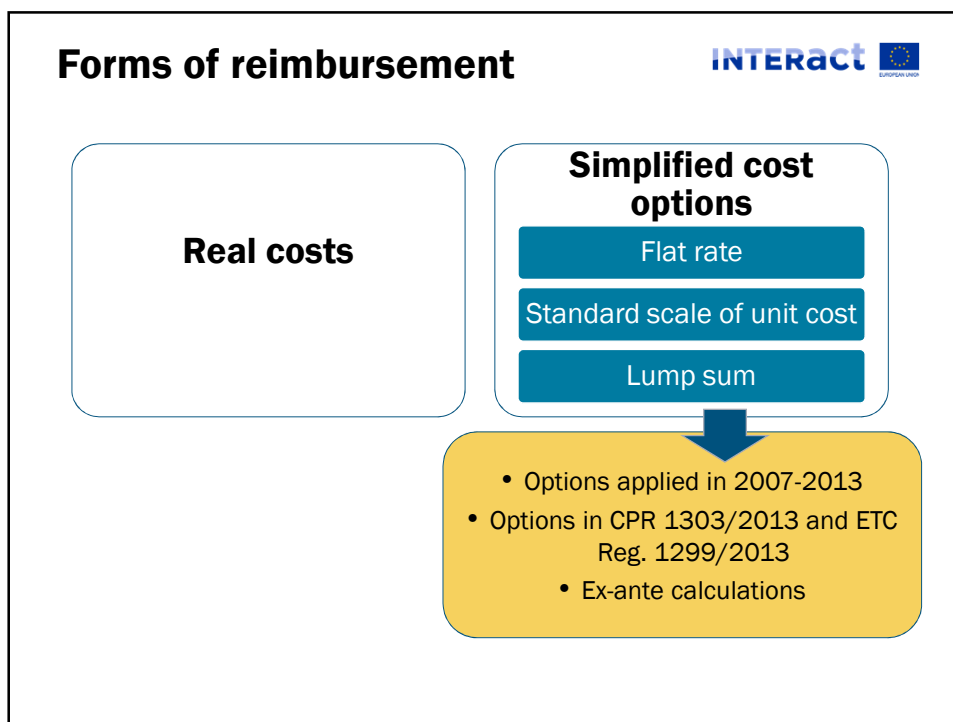 Forms of reimbursement
INTERact
EUROPEAN UNION
Real costs
Simplified cost
options
Flat rate
Standard scale of unit cost
Lump sum
• Options applied in 2007-2013
• Options in CPR 1303/2013 and ETC
Reg. 1299/2013
• Ex-ante calculations